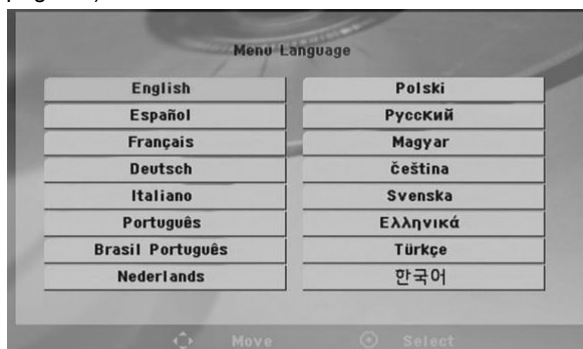 Menu Language
English
Español
Français
Deutsch
Italiano
Português
Brasil Português
Nederlands
Polski
Русский
Magyar
čeština
Svenska
Ελληνικά
Türkçe
한국어
Move Select